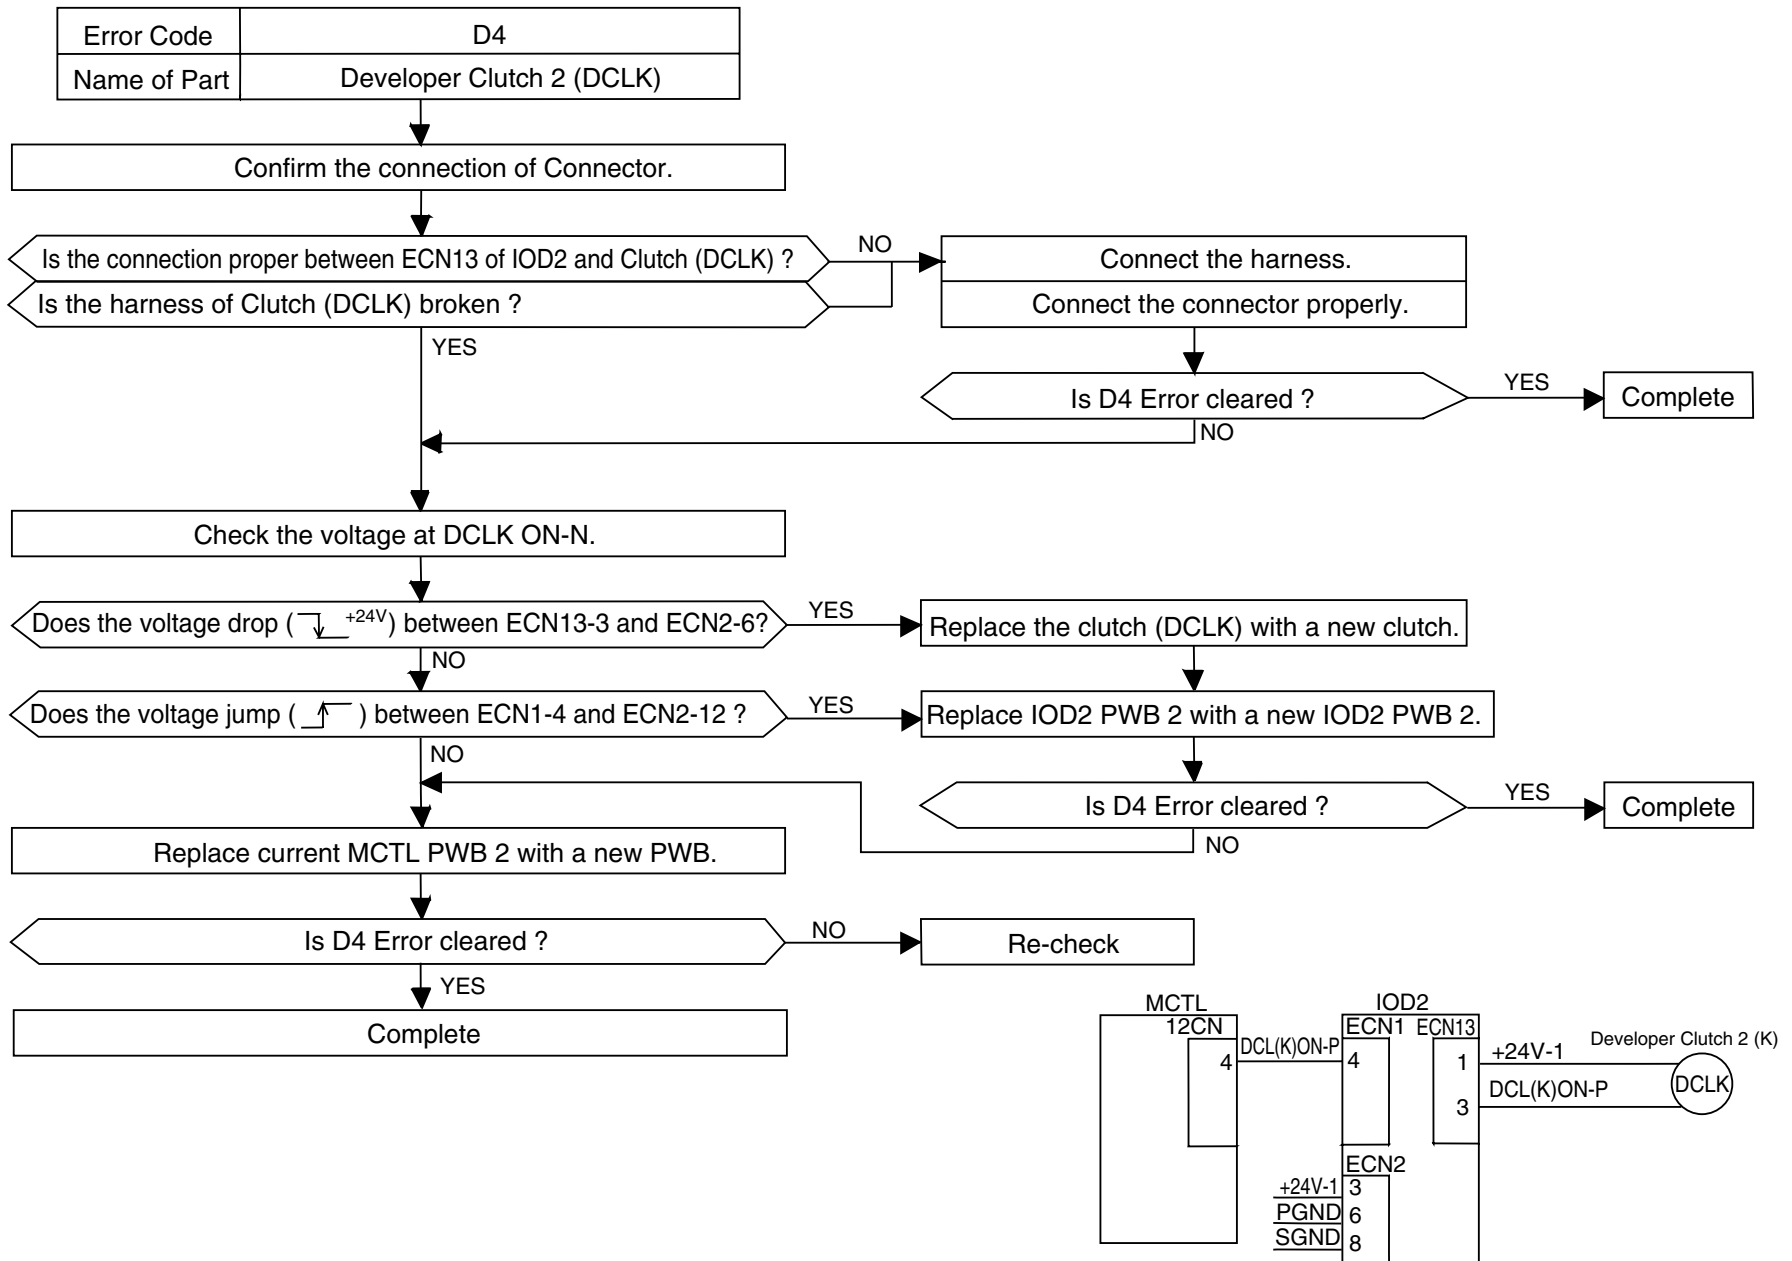 Error Code D4
Name of Part Developer Clutch 2 (DCLK)
Confirm the connection of Connector.
Is the connection proper between ECN13 of IOD2 and Clutch (DCLK) ?
NO
Connect the harness.
Is the harness of Clutch (DCLK) broken ?
Connect the connector properly.
YES
Is D4 Error cleared ?
YES
Complete
NO
Check the voltage at DCLK ON-N.
Does the voltage drop ( +24V) between ECN13-3 and ECN2-6?
YES
Replace the clutch (DCLK) with a new clutch.
NO
Does the voltage jump ( ) between ECN1-4 and ECN2-12 ?
YES
Replace IOD2 PWB 2 with a new IOD2 PWB 2.
NO
Is D4 Error cleared ?
YES
Complete
NO
Replace current MCTL PWB 2 with a new PWB.
Is D4 Error cleared ?
NO
Re-check
YES
Complete
MCTL
IOD2
12CN
ECN1
ECN13
Developer Clutch 2 (K)
4
DCL(K)ON-P
4
1
+24V-1
DCLK
3
DCL(K)ON-P
ECN2
+24V-1 3
PGND 6
SGND 8